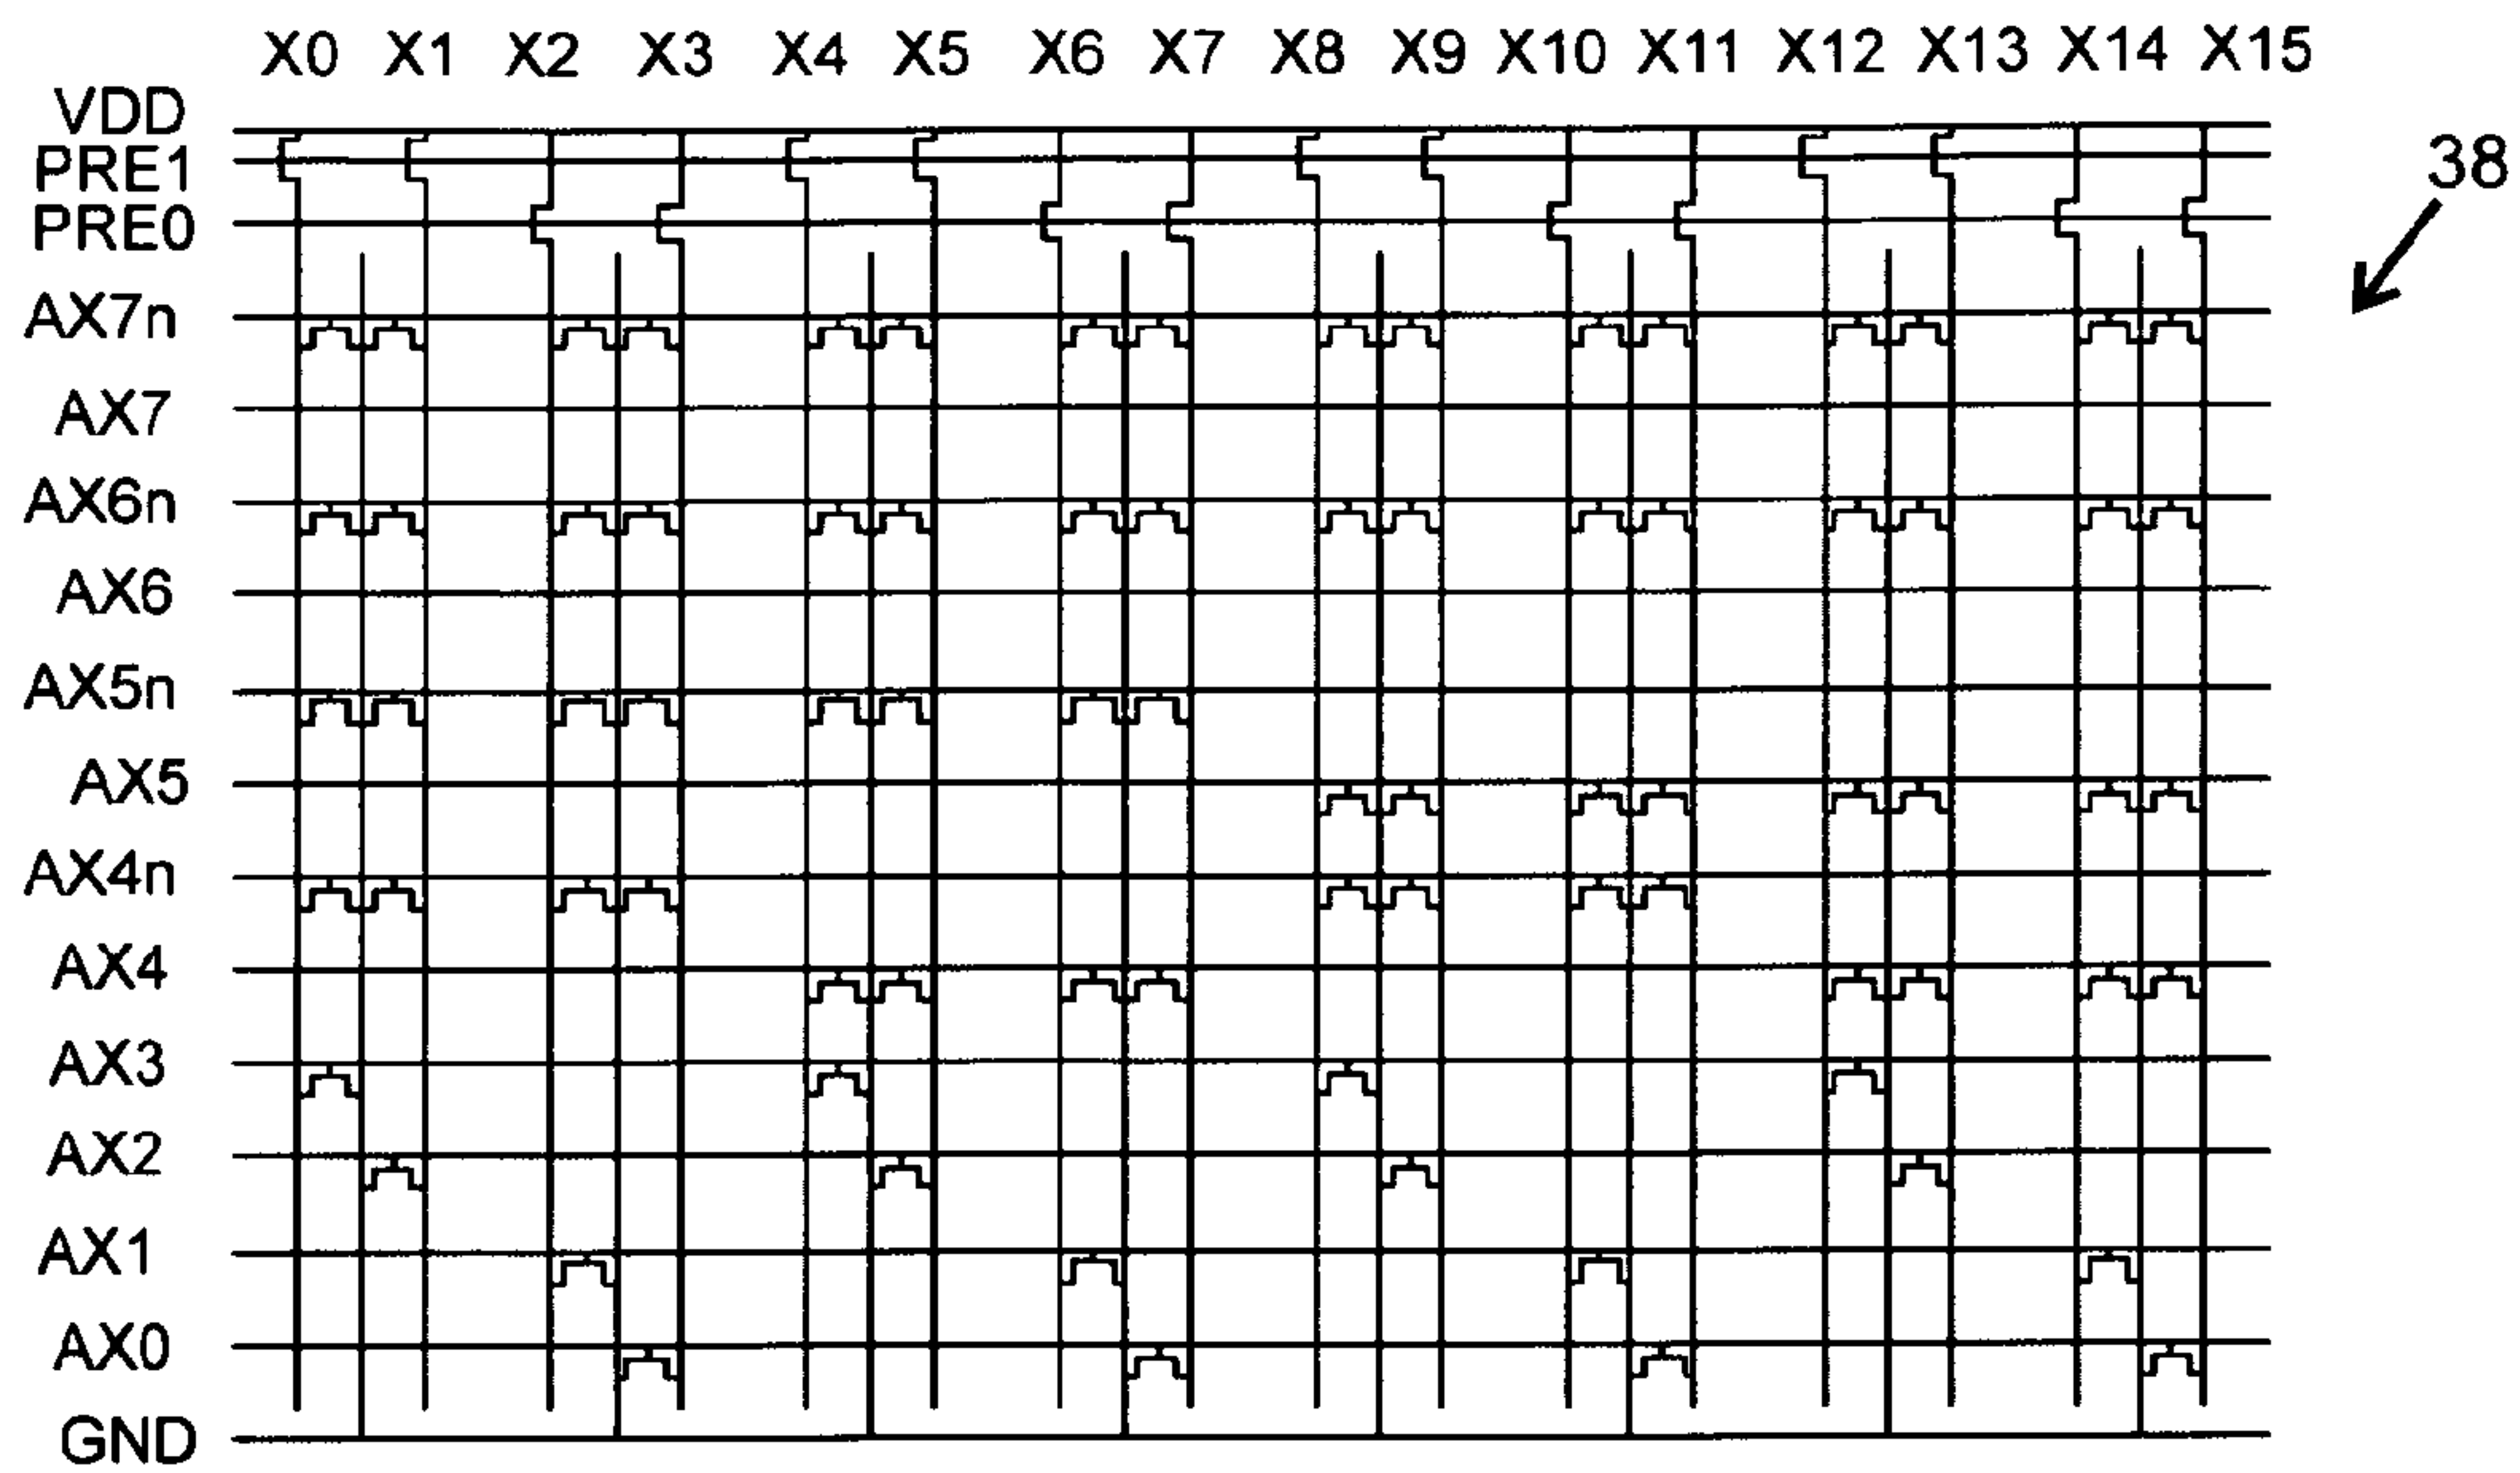 X0 X1 X2 X3 X4 X5 X6 X7 X8 X9 X10 X11 X12 X13 X14 X15
VDD
PRE1
38
PRE0
AX7n
AX7
AX6n
AX6
AX5n
AX5
AX4n
AX4
AX3
AX2
AX1
AX0
GND